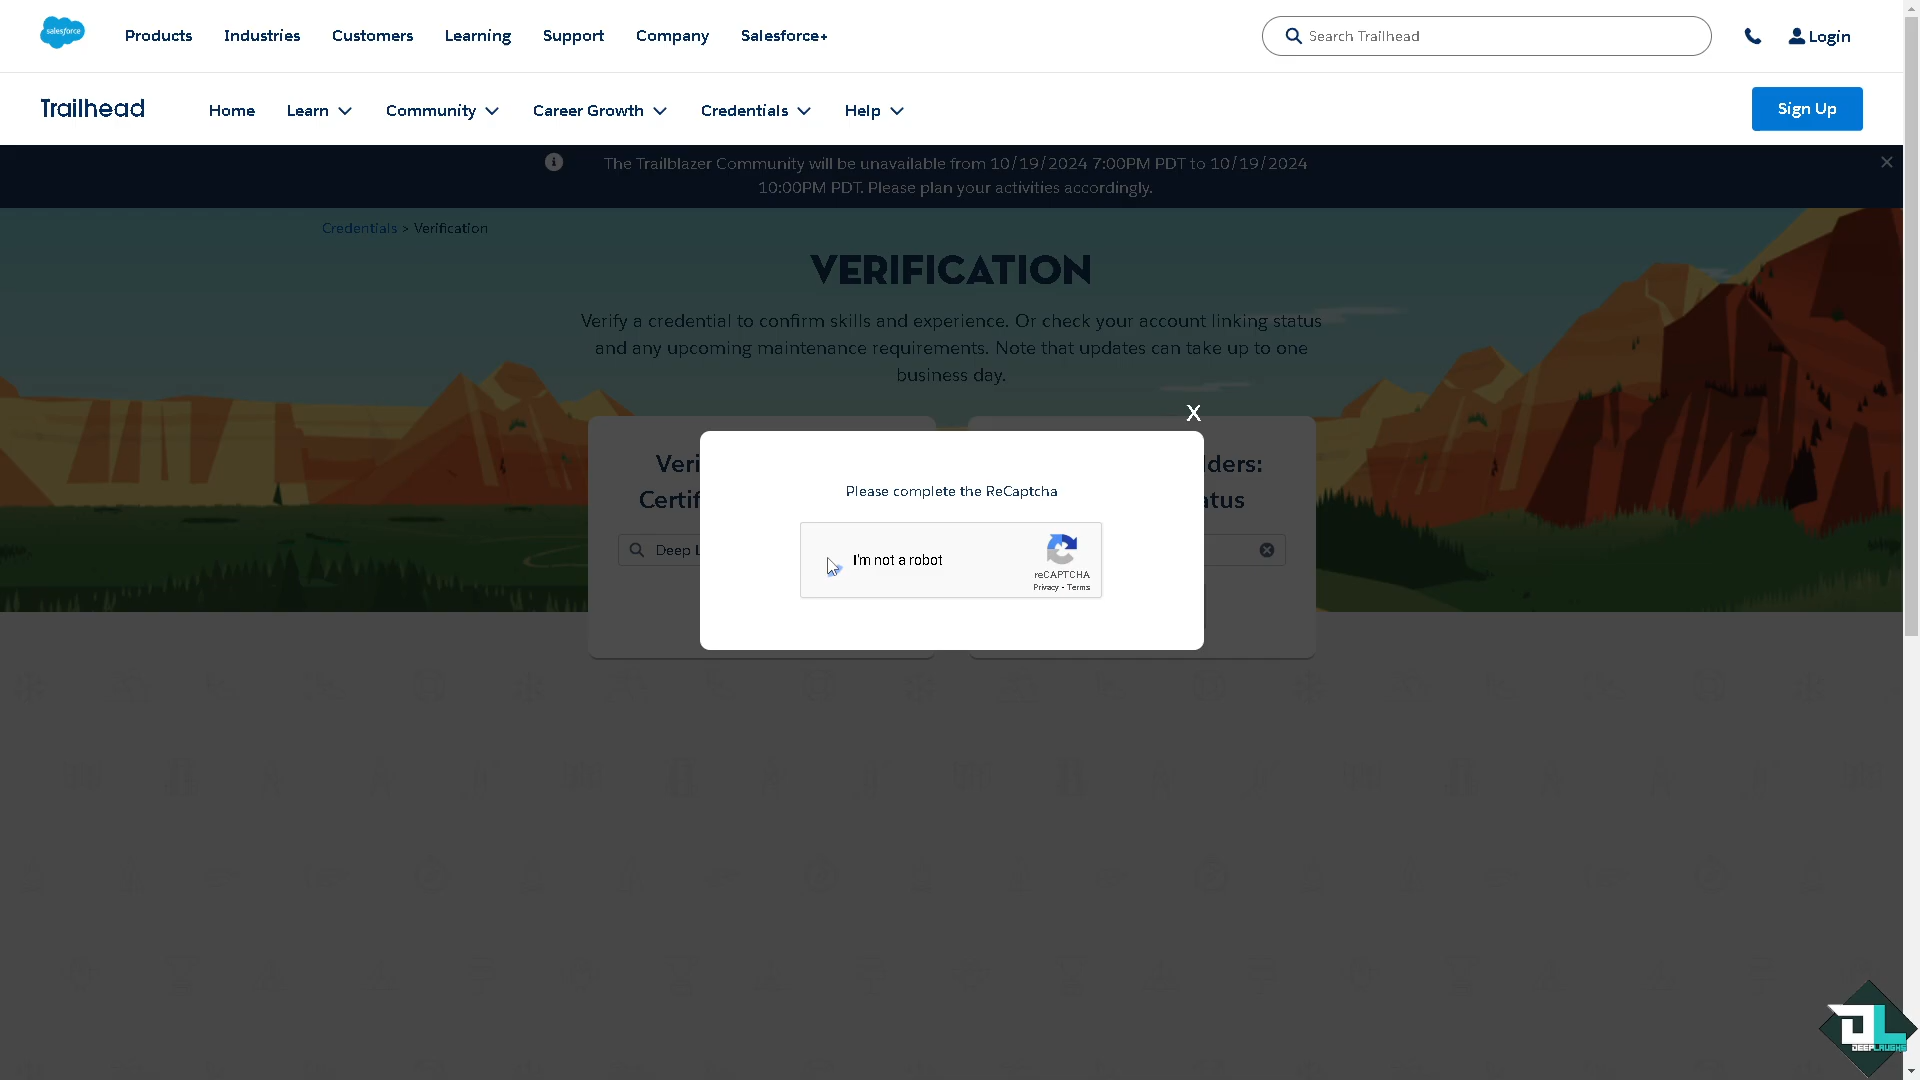 salesforce
Products Industries Customers Learning Support Company Salesforce+
Search Trailhead
Login
Trailhead
Home Learn Community Career Growth Credentials Help
Sign Up
The Trailblazer Community will be unavailable from 10/19/2024 7:00PM PDT to 10/19/2024
10:00PM PDT. Please plan your activities accordingly.
Credentials > Verification
VERIFICATION
Verify a credential to confirm skills and experience. Or check your account linking status
and any upcoming maintenance requirements. Note that updates can take up to one
business day.
X
Please complete the ReCaptcha
I'm not a robot
reCAPTCHA
Privacy - Terms
Deep
DL
DEEPLAUGHS